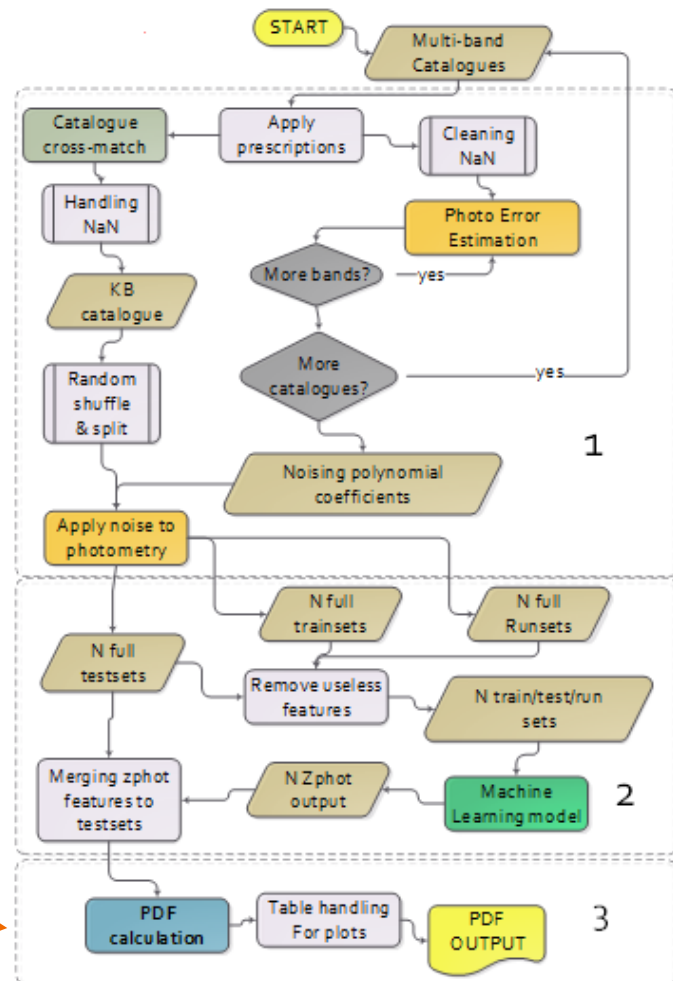 START
Multi-band
Catalogues
Catalogue
cross-match
Apply
prescriptions
Cleaning
NaN
Handling
NaN
Photo Error
Estimation
More bands?
yes
KB
catalogue
More
catalogues?
yes
Random
shuffle
& split
1
Noising polynomial
coefficients
Apply noise to
photometry
N full
trainsets
N full
Runsets
N full
testsets
Remove useless
features
N train/test/run
sets
Merging zphot
features to
testsets
N Zphot
output
Machine
Learning model
2
PDF
calculation
Table handling
For plots
PDF
OUTPUT
3